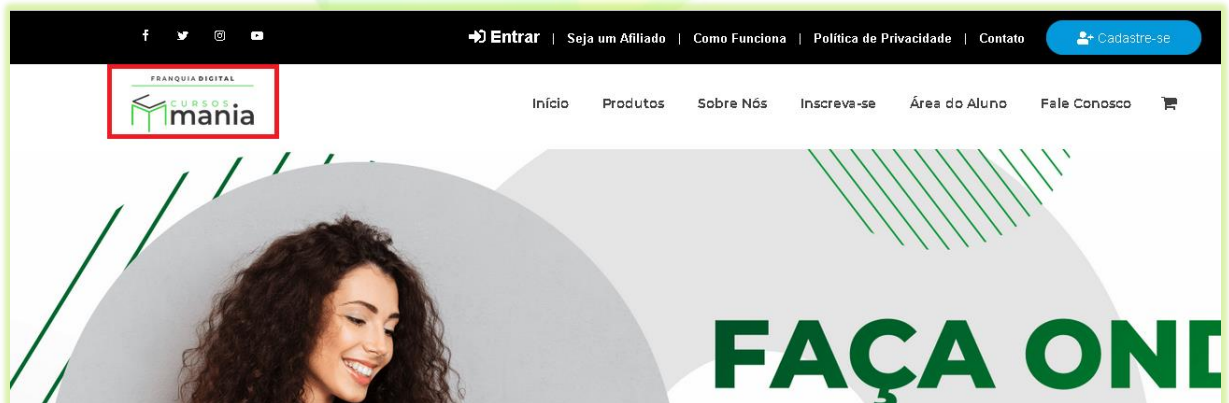 Entrar | Seja um Afiliado | Como Funciona | Política de Privacidade | Contato Cadastre-se
FRANQUIA DIGITAL
CURSOS
mania
Início Produtos Sobre Nós Inscreva-se Área do Aluno Fale Conosco
FAÇA OND